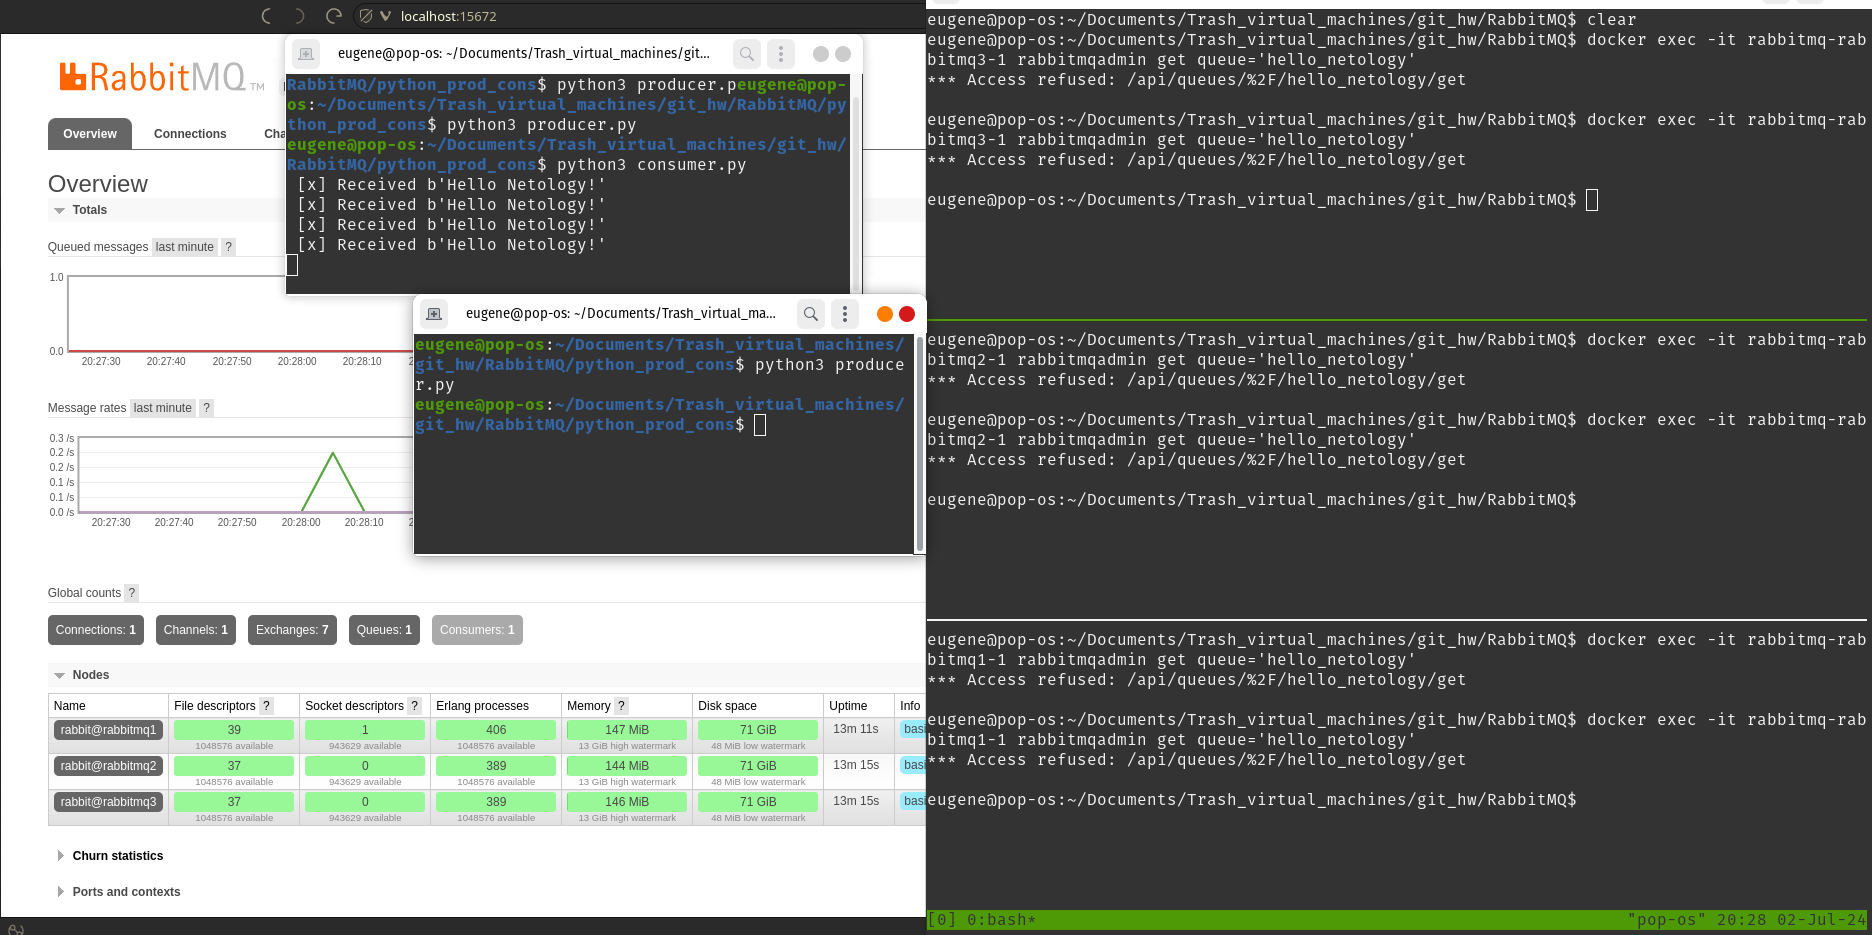 localhost:15672
RabbitMQ TM
Overview Connections Cha
Overview
Totals
Queued messages last minute ?
1.0
0.0
20:27:30 20:27:40 20:27:50 20:28:00 20:28:10 2
Message rates last minute ?
0.3 /s
0.2 /s
0.2 /s
0.1 /s
0.1 /s
0.0 /s
20:27:30 20:27:40 20:27:50 20:28:00 20:28:10 2
Global counts ?
Connections: 1 Channels: 1 Exchanges: 7 Queues: 1 Consumers: 1
Nodes
Name File descriptors ? Socket descriptors ? Erlang processes Memory ? Disk space Uptime Info
rabbit@rabbitmq1 39 1 406 147 MiB 71 GiB 13m 11s basi
1048576 available 943629 available 1048576 available 13 GiB high watermark 48 MiB low watermark
rabbit@rabbitmq2 37 0 389 144 MiB 71 GiB 13m 15s basi
1048576 available 943629 available 1048576 available 13 GiB high watermark 48 MiB low watermark
rabbit@rabbitmq3 37 0 389 146 MiB 71 GiB 13m 15s basi
1048576 available 943629 available 1048576 available 13 GiB high watermark 48 MiB low watermark
Churn statistics
Ports and contexts
eugene@pop-os: ~/Documents/Trash_virtual_machines/git...
RabbitMQ/python_prod_cons$ python3 producer.peugene@pop-
os:~/Documents/Trash_virtual_machines/git_hw/RabbitMQ/py
thon_prod_cons$ python3 producer.py
eugene@pop-os:~/Documents/Trash_virtual_machines/git_hw/
RabbitMQ/python_prod_cons$ python3 consumer.py
[x] Received b'Hello Netology!'
[x] Received b'Hello Netology!'
[x] Received b'Hello Netology!'
[x] Received b'Hello Netology!'
eugene@pop-os: ~/Documents/Trash_virtual_ma...
eugene@pop-os:~/Documents/Trash_virtual_machines/
git_hw/RabbitMQ/python_prod_cons$ python3 produce
r.py
eugene@pop-os:~/Documents/Trash_virtual_machines/
git_hw/RabbitMQ/python_prod_cons$
eugene@pop-os:~/Documents/Trash_virtual_machines/git_hw/RabbitMQ$ clear
eugene@pop-os:~/Documents/Trash_virtual_machines/git_hw/RabbitMQ$ docker exec -it rabbitmq-rab
bitmq3-1 rabbitmqadmin get queue='hello_netology'
*** Access refused: /api/queues/%2F/hello_netology/get
eugene@pop-os:~/Documents/Trash_virtual_machines/git_hw/RabbitMQ$ docker exec -it rabbitmq-rab
bitmq3-1 rabbitmqadmin get queue='hello_netology'
*** Access refused: /api/queues/%2F/hello_netology/get
eugene@pop-os:~/Documents/Trash_virtual_machines/git_hw/RabbitMQ$
eugene@pop-os:~/Documents/Trash_virtual_machines/git_hw/RabbitMQ$ docker exec -it rabbitmq-rab
bitmq2-1 rabbitmqadmin get queue='hello_netology'
*** Access refused: /api/queues/%2F/hello_netology/get
eugene@pop-os:~/Documents/Trash_virtual_machines/git_hw/RabbitMQ$ docker exec -it rabbitmq-rab
bitmq2-1 rabbitmqadmin get queue='hello_netology'
*** Access refused: /api/queues/%2F/hello_netology/get
eugene@pop-os:~/Documents/Trash_virtual_machines/git_hw/RabbitMQ$
eugene@pop-os:~/Documents/Trash_virtual_machines/git_hw/RabbitMQ$ docker exec -it rabbitmq-rab
bitmq1-1 rabbitmqadmin get queue='hello_netology'
*** Access refused: /api/queues/%2F/hello_netology/get
eugene@pop-os:~/Documents/Trash_virtual_machines/git_hw/RabbitMQ$ docker exec -it rabbitmq-rab
bitmq1-1 rabbitmqadmin get queue='hello_netology'
*** Access refused: /api/queues/%2F/hello_netology/get
eugene@pop-os:~/Documents/Trash_virtual_machines/git_hw/RabbitMQ$
[0] 0:bash* "pop-os" 20:28 02-Jul-24